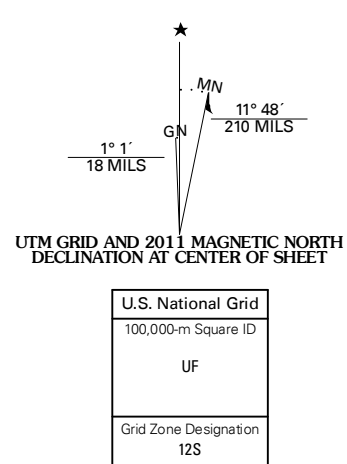 ★
MN
11° 48´
210 MILS
GN
1° 1´
18 MILS
UTM GRID AND 2011 MAGNETIC NORTH
DECLINATION AT CENTER OF SHEET
U.S. National Grid
100,000-m Square ID
UF
Grid Zone Designation
12S